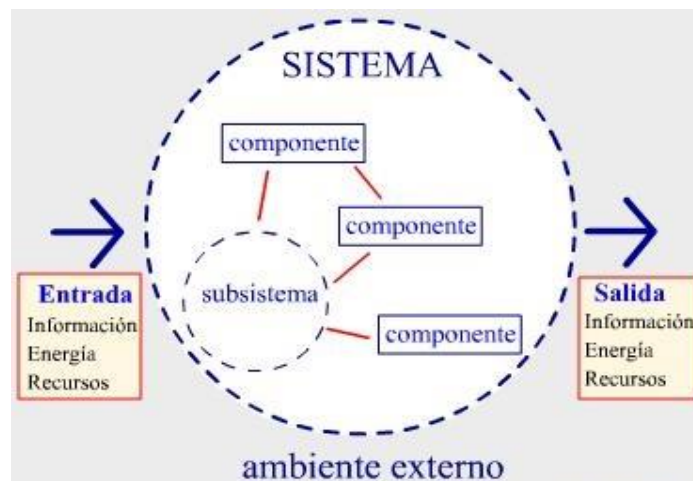 SISTEMA
componente
componente
subsistema
componente
Entrada
Información
Energía
Recursos
Salida
Información
Energía
Recursos
ambiente externo